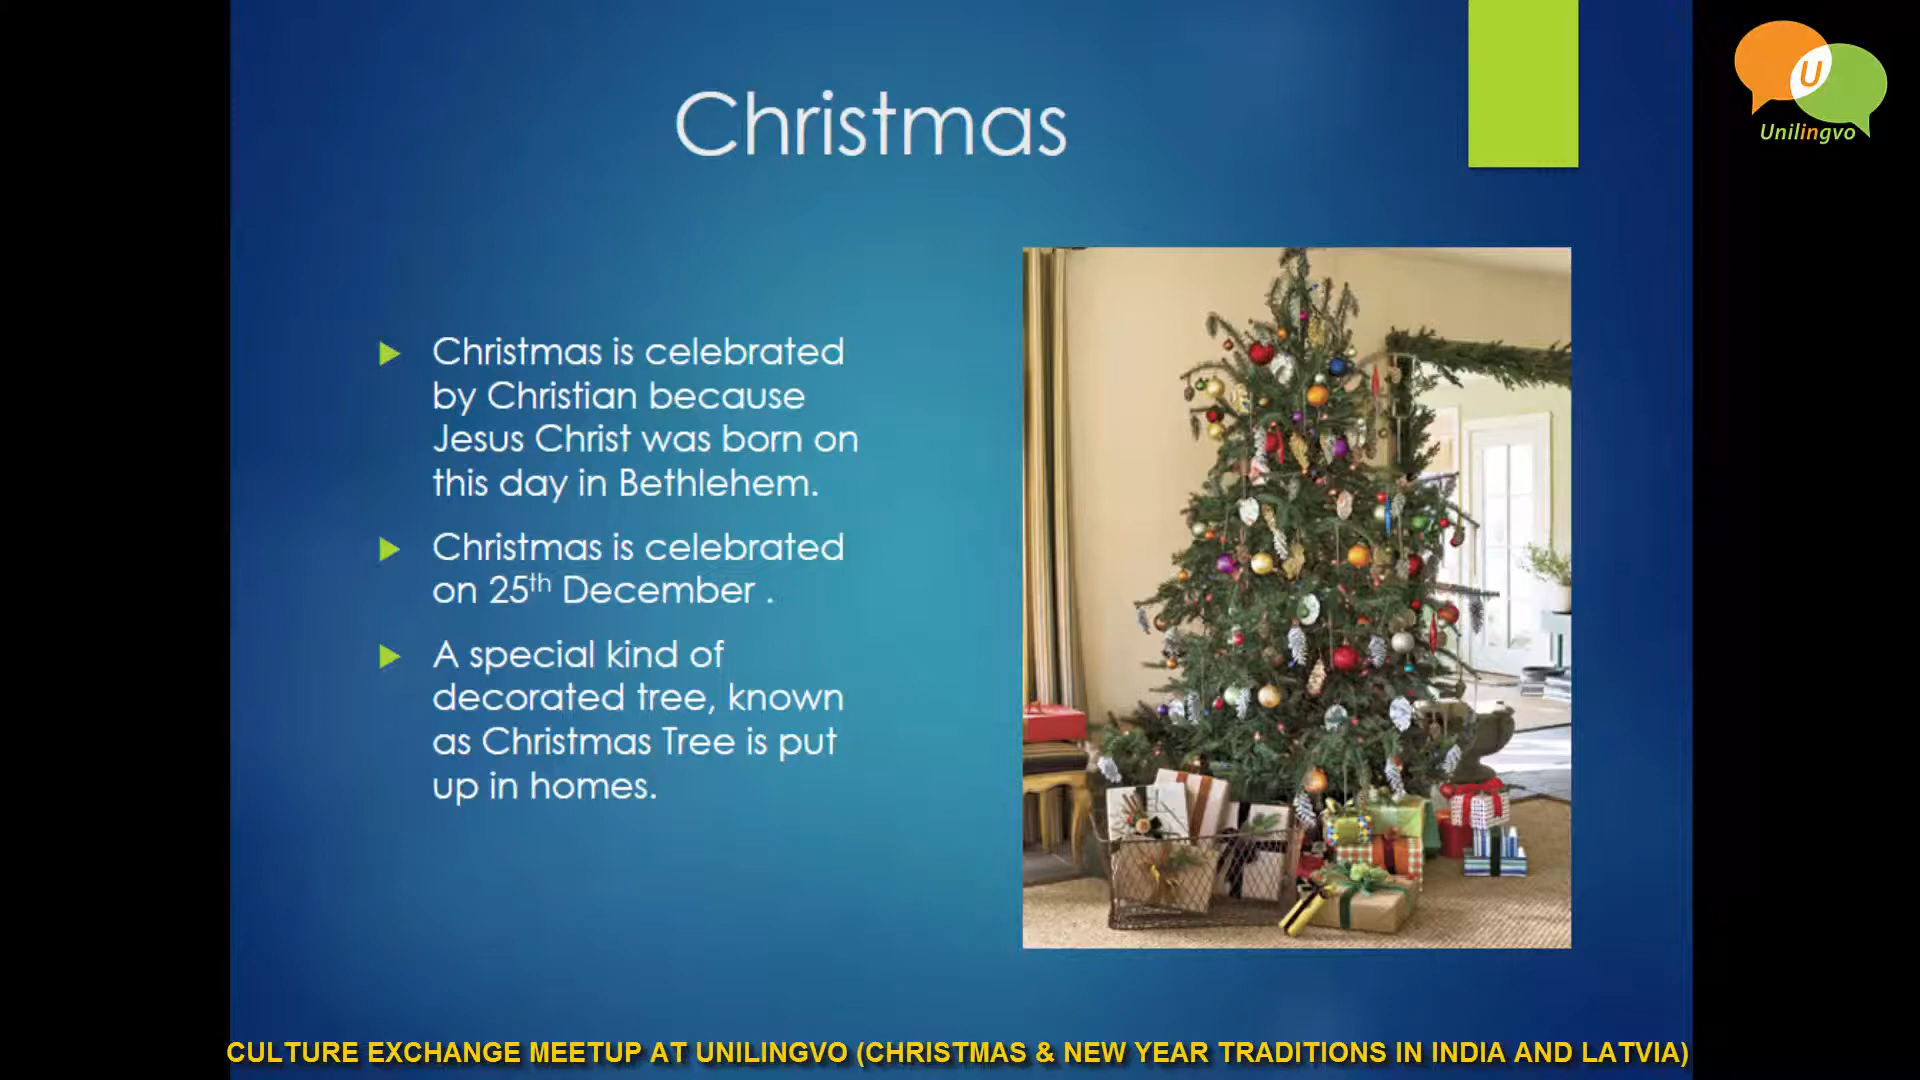 Christmas
U
Unilingvo
Christmas is celebrated
by Christian because
Jesus Christ was born on
this day in Bethlehem.
Christmas is celebrated
on 25th December .
A special kind of
decorated tree, known
as Christmas Tree is put
up in homes.
CULTURE EXCHANGE MEETUP AT UNILINGVO (CHRISTMAS & NEW YEAR TRADITIONS IN INDIA AND LATVIA)